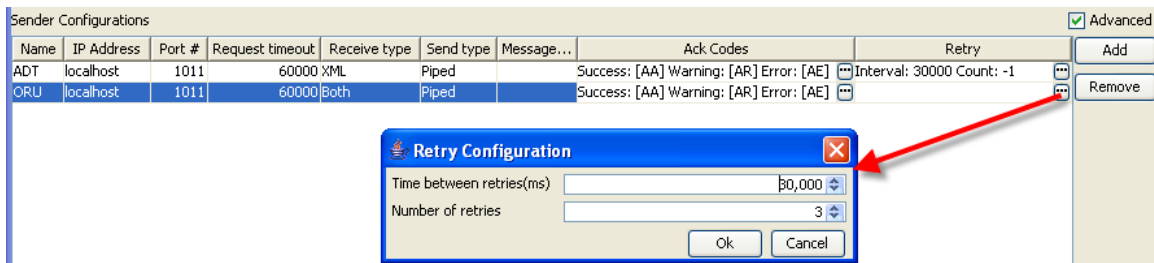 Sender Configurations Advanced
Name IP Address Port # Request timeout Receive type Send type Message... Ack Codes Retry Add
ADT localhost 1011 60000 XML Piped Success: [AA] Warning: [AR] Error: [AE] Interval: 30000 Count: -1
ORU localhost 1011 60000 Both Piped Success: [AA] Warning: [AR] Error: [AE] Remove
Retry Configuration
Time between retries(ms) 30,000
Number of retries 3
Ok Cancel